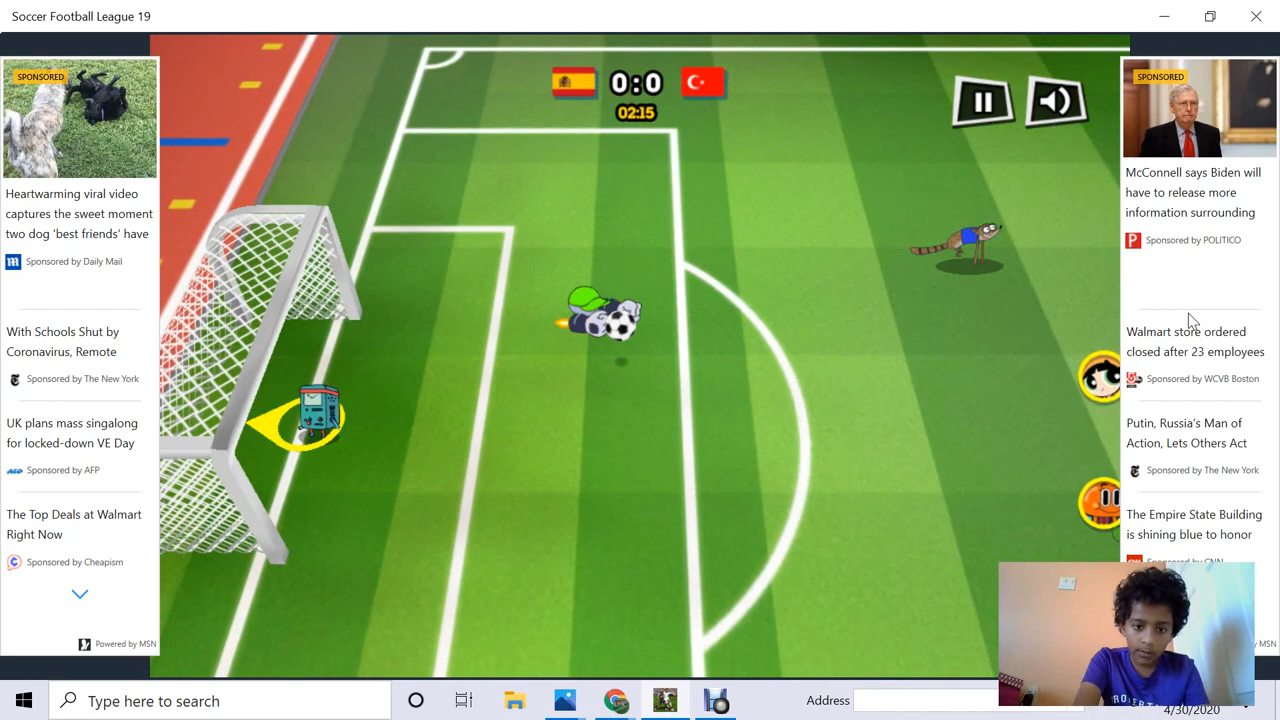 Soccer Football League 19
SPONSORED
Heartwarming viral video
captures the sweet moment
two dog 'best friends' have
Sponsored by Daily Mail
With Schools Shut by
Coronavirus, Remote
Sponsored by The New York
UK plans mass singalong
for locked-down VE Day
AFP Sponsored by AFP
The Top Deals at Walmart
Right Now
Sponsored by Cheapism
Powered by MSN
0:0
02:15
SPONSORED
McConnell says Biden will
have to release more
information surrounding
Sponsored by POLITICO
Walmart store ordered
closed after 23 employees
Sponsored by WCVB Boston
Putin, Russia's Man of
Action, Lets Others Act
Sponsored by The New York
The Empire State Building
is shining blue to honor
Sponsored by CNN
by MSN
Type here to search
Address
4/30/2020